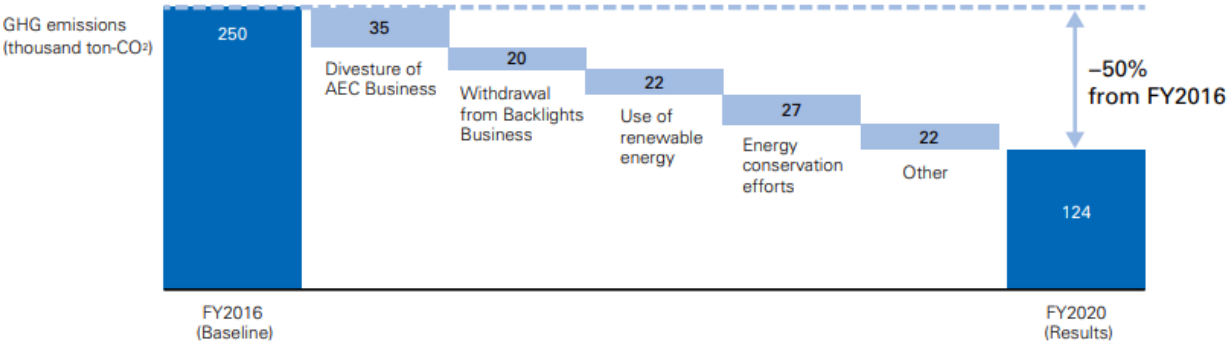 GHG emissions
(thousand ton-CO2)
250
35
Divesture of
AEC Business
20
Withdrawal
from Backlights
Business
22
Use of
renewable
energy
27
Energy
conservation
efforts
22
Other
–50%
from FY2016
124
FY2016
(Baseline)
FY2020
(Results)